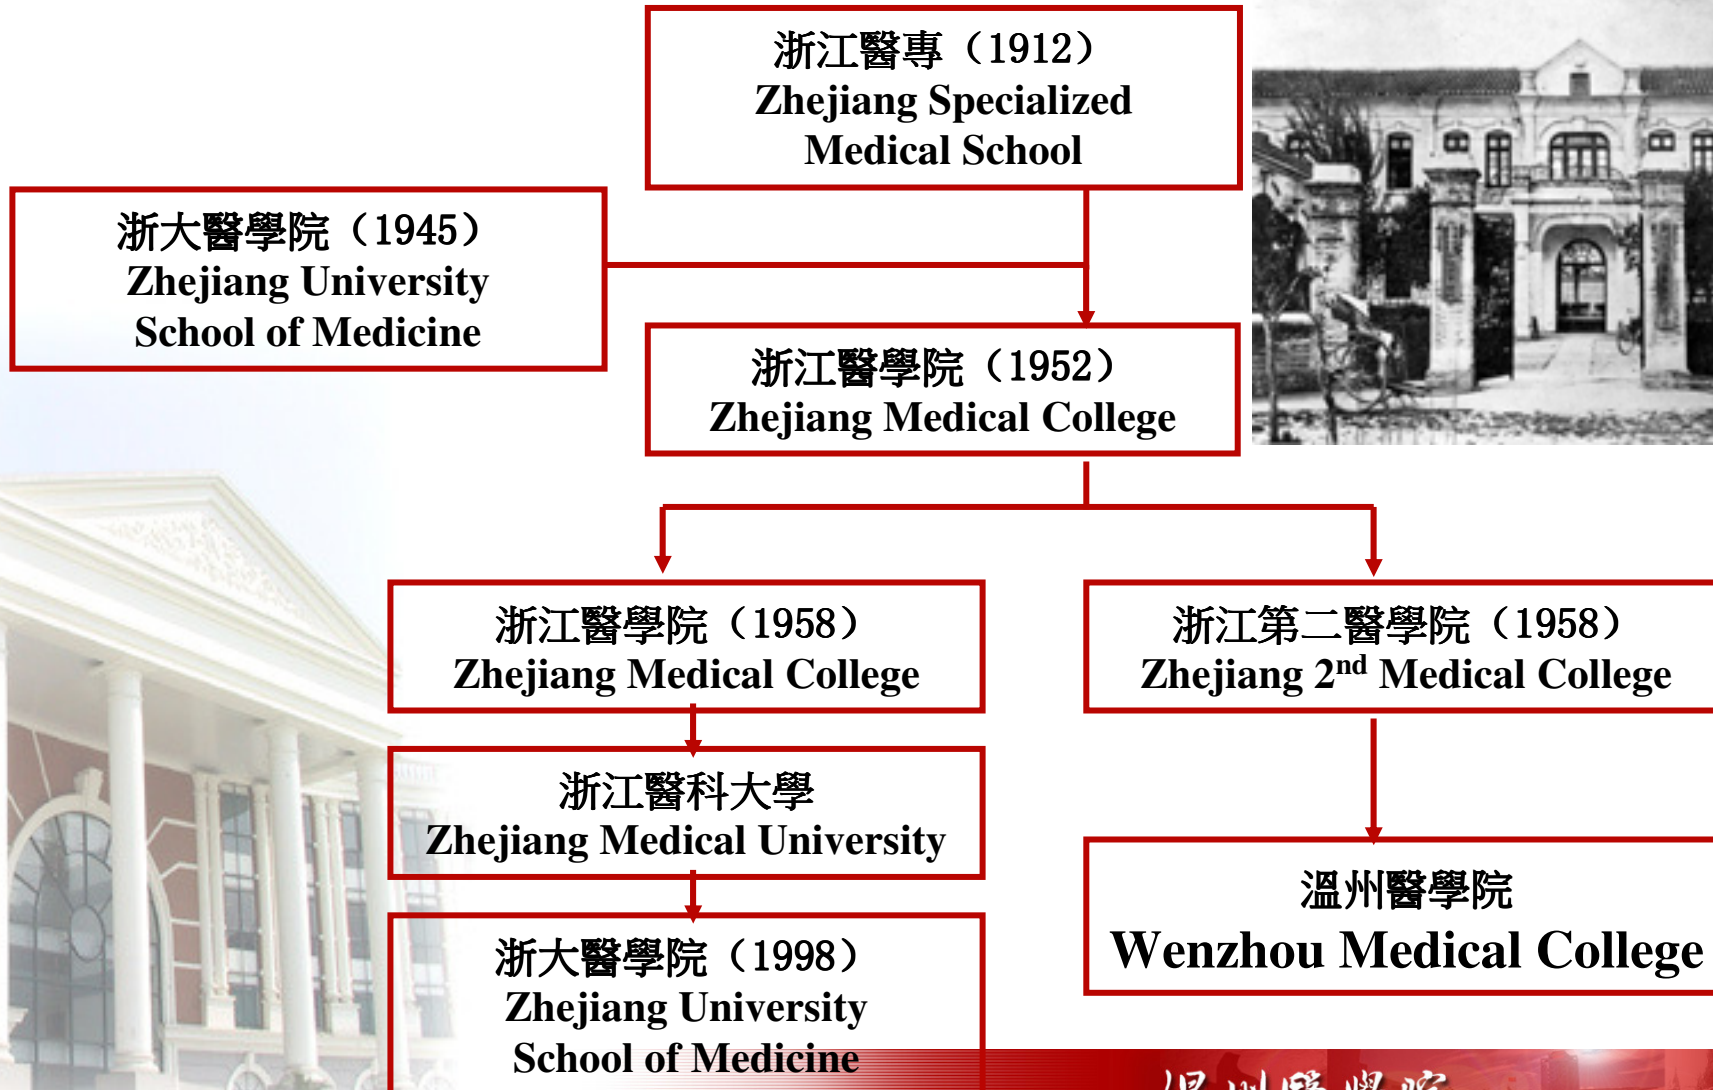 浙江醫專（1912）
Zhejiang Specialized
Medical School
浙大醫學院（1945）
Zhejiang University
School of Medicine
浙江醫學院（1952）
Zhejiang Medical College
浙江醫學院（1958）
Zhejiang Medical College
浙江第二醫學院（1958）
Zhejiang 2nd Medical College
浙江醫科大學
Zhejiang Medical University
溫州醫學院
Wenzhou Medical College
浙大醫學院（1998）
Zhejiang University
School of Medicine